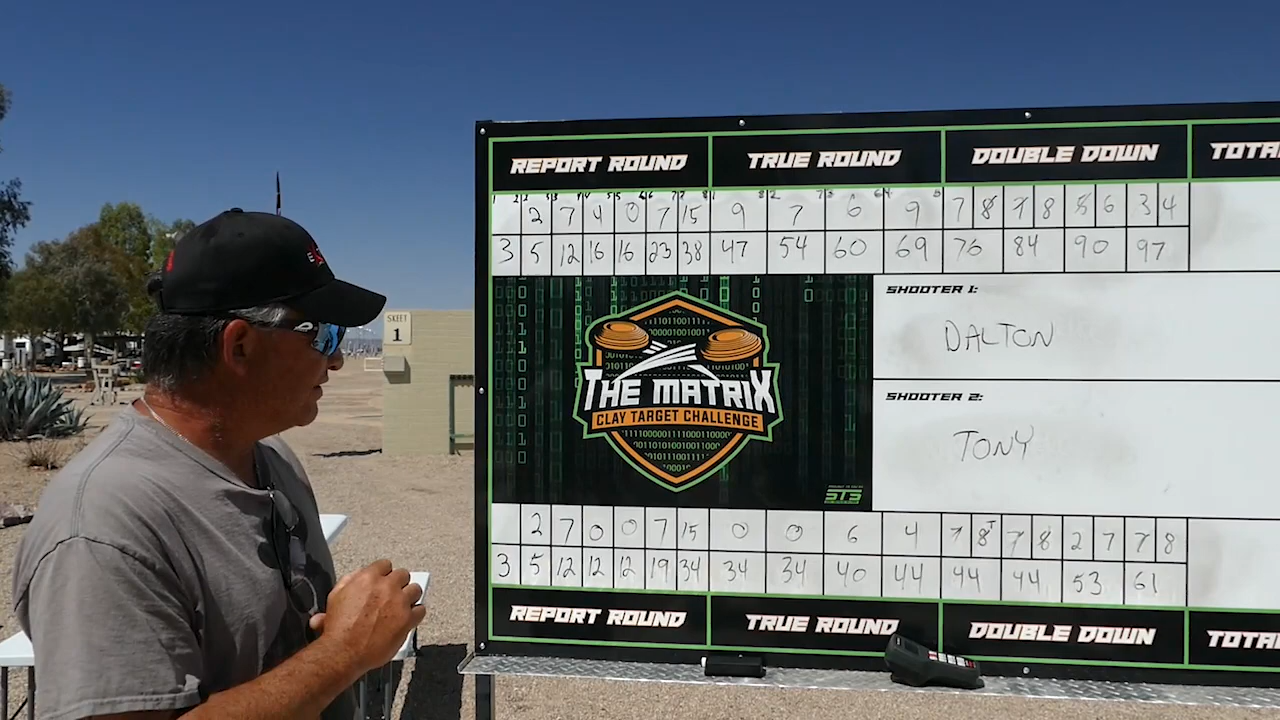 REPORT ROUND TRUE ROUND DOUBLE DOWN
2 7 4 0 7 15 9 7 6 9 7 8 7 8 8 6 3 4
3 5 12 16 16 23 38 47 54 60 69 76 84 90 97
SHOOTER 1:
DALTON
SHOOTER 2:
TONY
THE MATRIX
CLAY TARGET CHALLENGE
STS
SKEET
1
2 7 0 0 7 15 0 0 6 4 7 8 7 8 2 7 7 8
3 5 12 12 12 19 34 34 34 40 44 44 44 53 61
REPORT ROUND TRUE ROUND DOUBLE DOWN